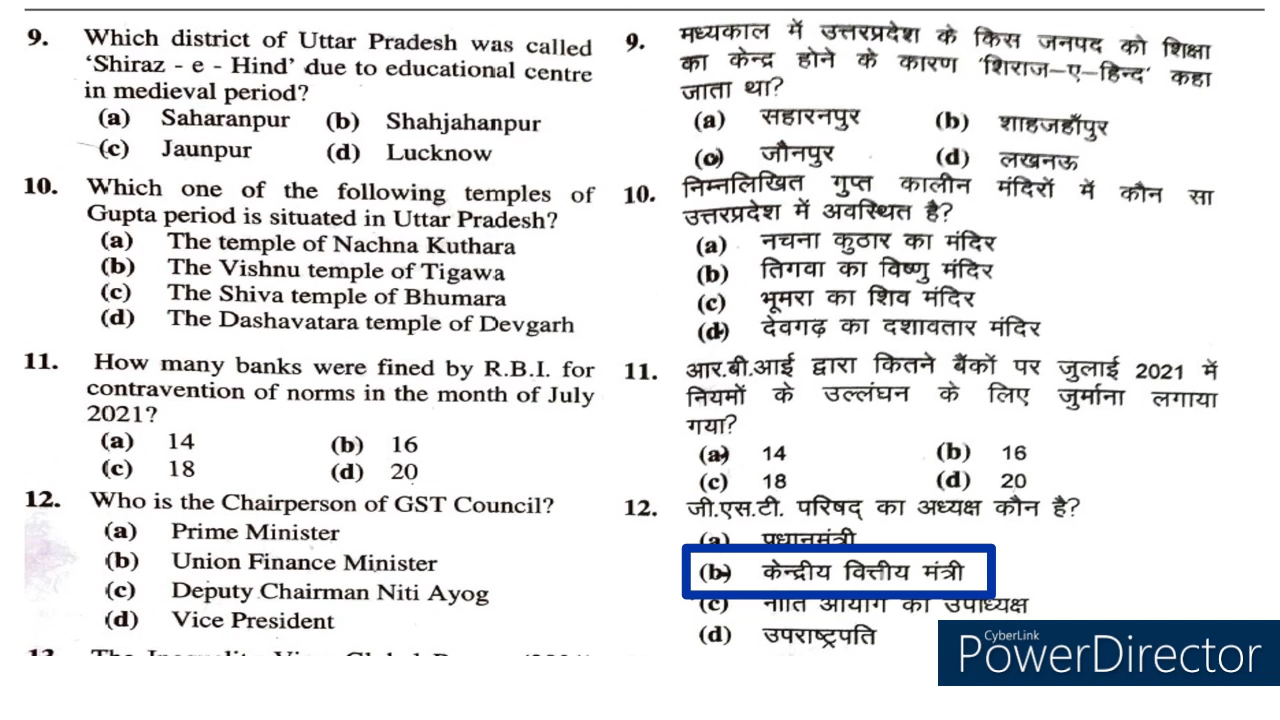 9. Which district of Uttar Pradesh was called
'Shiraz - e - Hind' due to educational centre
in medieval period?
(a) Saharanpur (b) Shahjahanpur
(c) Jaunpur (d) Lucknow
10. Which one of the following temples of
Gupta period is situated in Uttar Pradesh?
(a) The temple of Nachna Kuthara
(b) The Vishnu temple of Tigawa
(c) The Shiva temple of Bhumara
(d) The Dashavatara temple of Devgarh
11. How many banks were fined by R.B.I. for
contravention of norms in the month of July
2021?
(a) 14 (b) 16
(c) 18 (d) 20
12. Who is the Chairperson of GST Council?
(a) Prime Minister
(b) Union Finance Minister
(c) Deputy Chairman Niti Ayog
(d) Vice President
9. मध्यकाल में उत्तरप्रदेश के किस जनपद को शिक्षा
का केन्द्र होने के कारण 'शिराज-ए-हिन्द' कहा
जाता था?
(a) सहारनपुर (b) शाहजहाँपुर
(c) जौनपुर (d) लखनऊ
10. निम्नलिखित गुप्त कालीन मंदिरों में कौन सा
उत्तरप्रदेश में अवस्थित है?
(a) नचना कुठार का मंदिर
(b) तिगवा का विष्णु मंदिर
(c) भूमरा का शिव मंदिर
(d) देवगढ़ का दशावतार मंदिर
11. आर.बी.आई द्वारा कितने बैंकों पर जुलाई 2021 में
नियमों के उल्लंघन के लिए जुर्माना लगाया
गया?
(a) 14 (b) 16
(c) 18 (d) 20
12. जी.एस.टी. परिषद् का अध्यक्ष कौन है?
(a) प्रधानमंत्री
(b) केन्द्रीय वित्तीय मंत्री
(c) नीति आयोग का उपाध्यक्ष
(d) उपराष्ट्रपति
CyberLink
PowerDirector